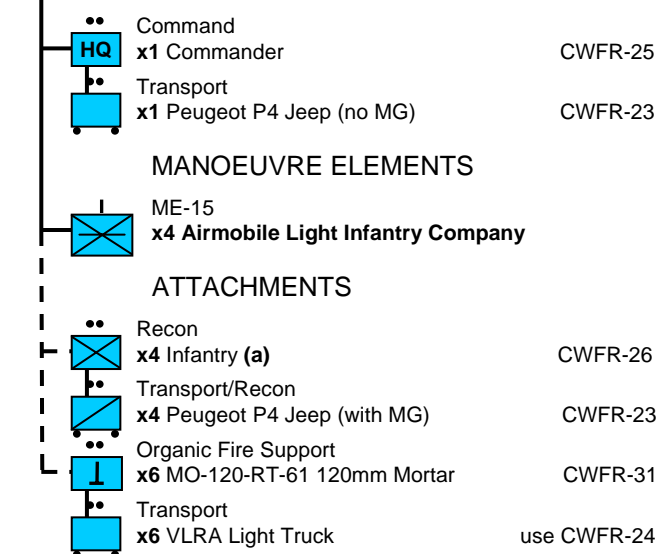 Command
HQ x1 Commander CWFR-25
Transport
x1 Peugeot P4 Jeep (no MG) CWFR-23
MANOEUVRE ELEMENTS
ME-15
x4 Airmobile Light Infantry Company
ATTACHMENTS
Recon
x4 Infantry (a) CWFR-26
Transport/Recon
x4 Peugeot P4 Jeep (with MG) CWFR-23
Organic Fire Support
x6 MO-120-RT-61 120mm Mortar CWFR-31
Transport
x6 VLRA Light Truck use CWFR-24